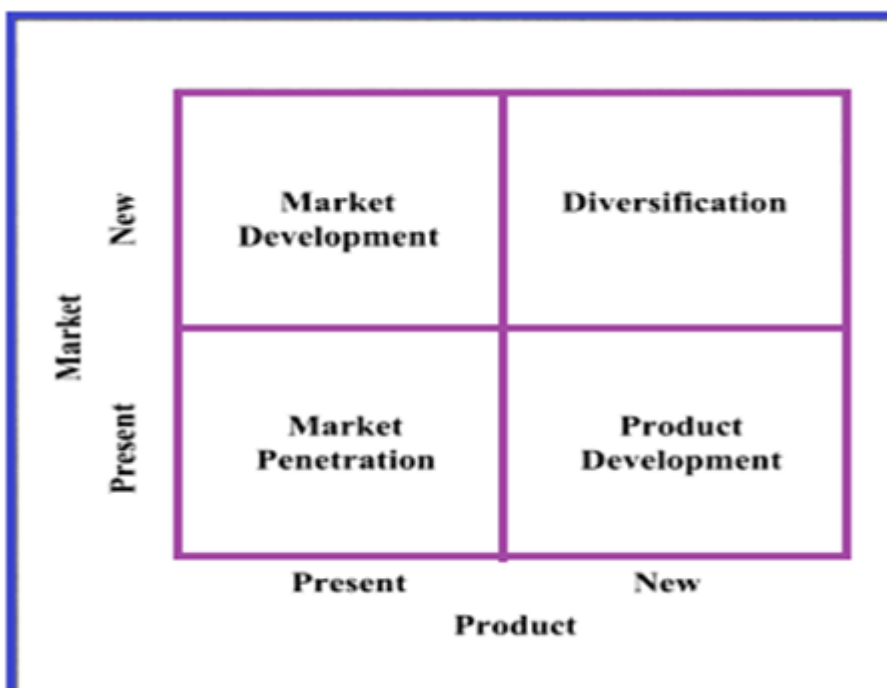 Market
New
Present
Market
Development
Diversification
Market
Penetration
Product
Development
Present
New
Product